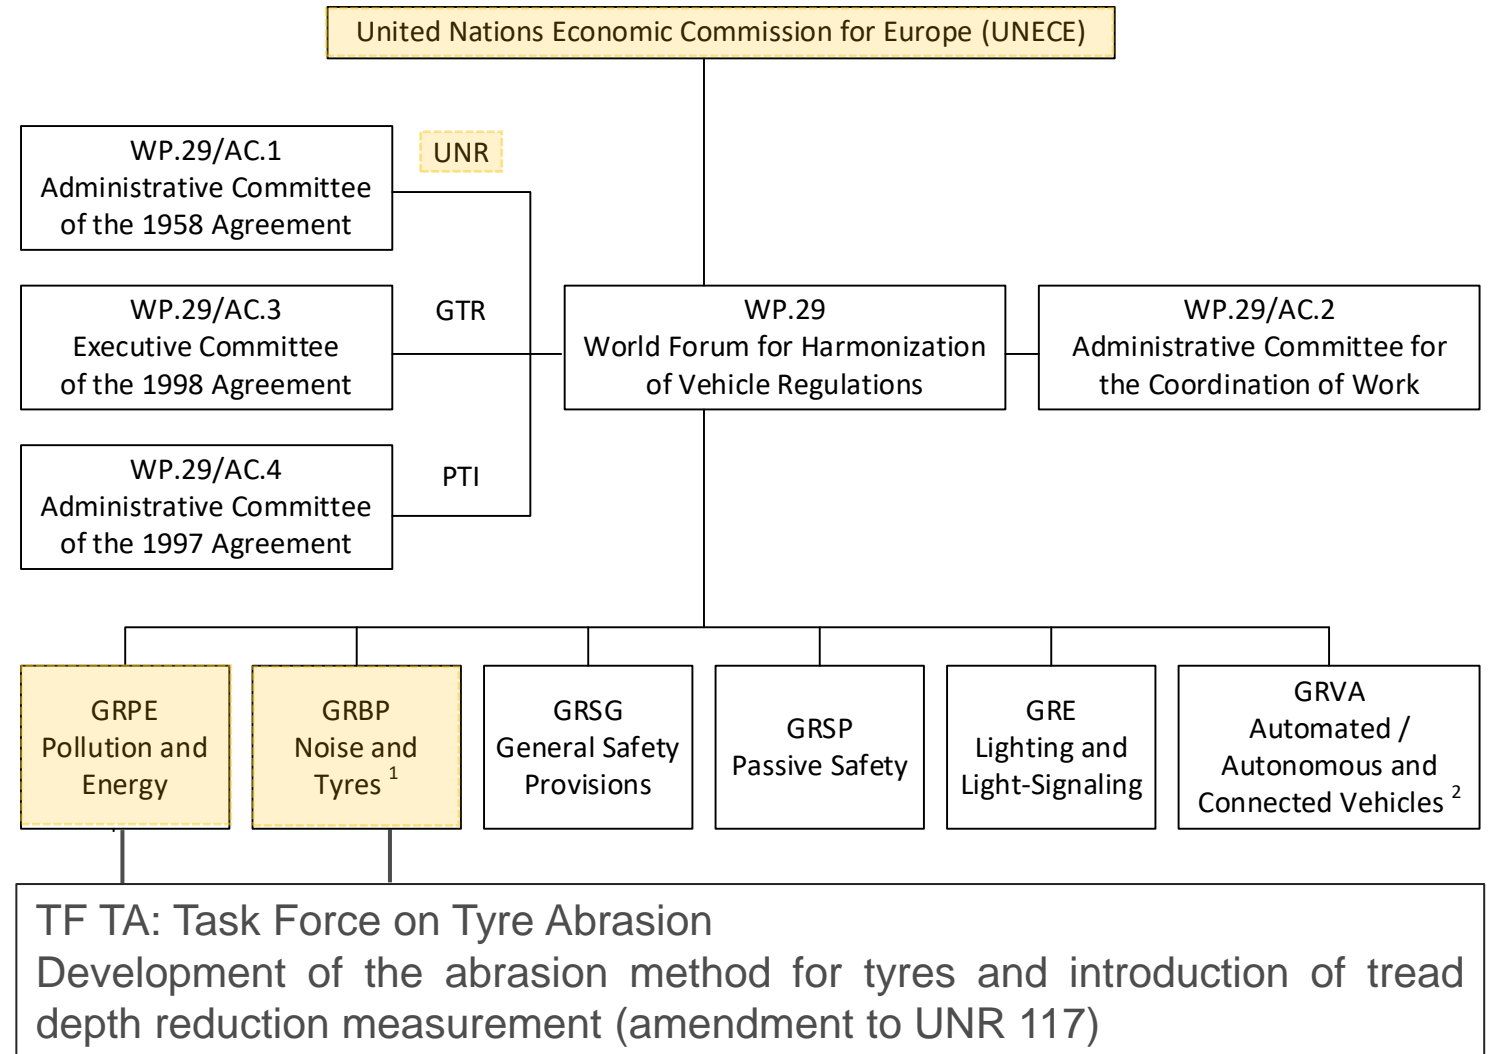 United Nations Economic Commission for Europe (UNECE)
WP.29/AC.1
Administrative Committee
of the 1958 Agreement
UNR
WP.29/AC.3
Executive Committee
of the 1998 Agreement
GTR
WP.29
World Forum for Harmonization
of Vehicle Regulations
WP.29/AC.2
Administrative Committee for
the Coordination of Work
WP.29/AC.4
Administrative Committee
of the 1997 Agreement
PTI
GRPE
Pollution and
Energy
GRBP
Noise and
Tyres 1
GRSG
General Safety
Provisions
GRSP
Passive Safety
GRE
Lighting and
Light-Signaling
GRVA
Automated /
Autonomous and
Connected Vehicles 2
TF TA: Task Force on Tyre Abrasion
Development of the abrasion method for tyres and introduction of tread
depth reduction measurement (amendment to UNR 117)